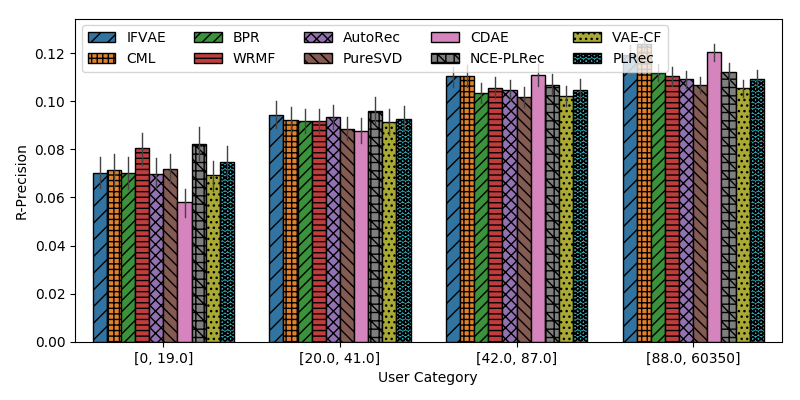 IFVAE BPR AutoRec CDAE VAE-CF
CML WRMF PureSVD NCE-PLRec PLRec
0.12
0.10
0.08
0.06
0.04
0.02
0.00
R-Precision
[0, 19.0] [20.0, 41.0] [42.0, 87.0] [88.0, 60350]
User Category